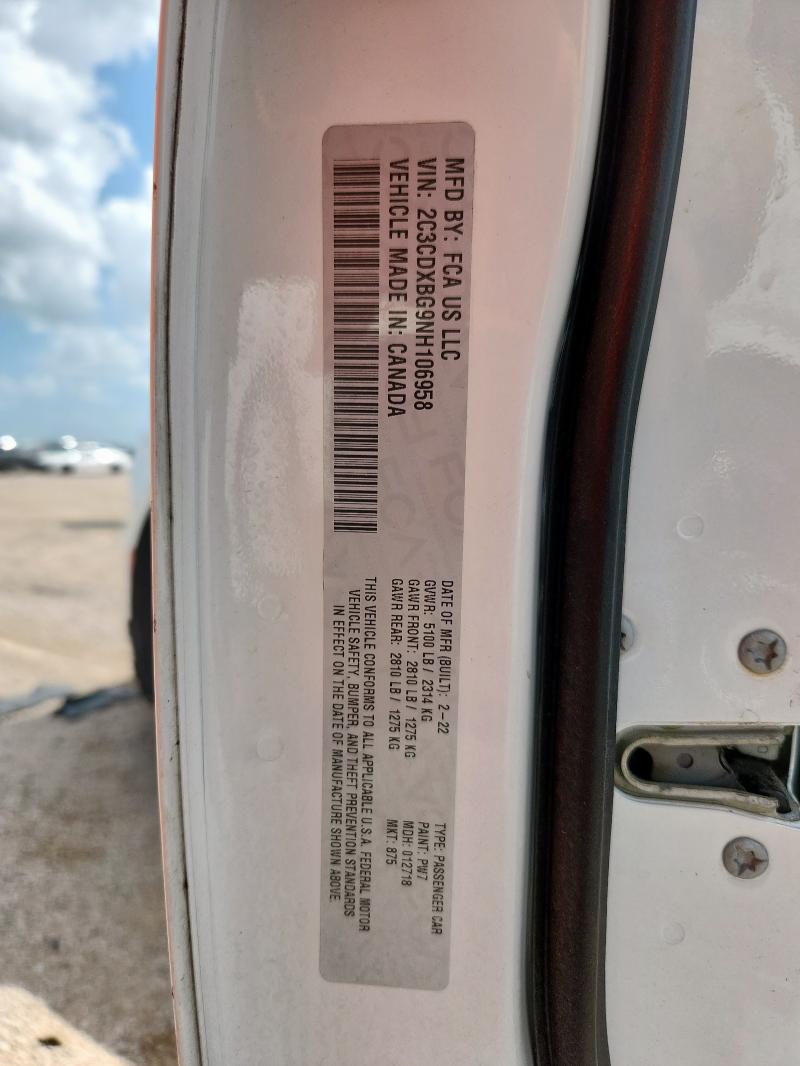 MFD BY: FCA US LLC
VIN: 2C3CDXBG9NH106958
VEHICLE MADE IN: CANADA
DATE OF MFR (BUILT): 2-22
GVWR: 5100 LB / 2314 KG
GAWR FRONT: 2810 LB / 1275 KG
GAWR REAR: 2810 LB / 1275 KG
TYPE: PASSENGER CAR
PAINT: PW7
MDH: 012718
MKT: 875
THIS VEHICLE CONFORMS TO ALL APPLICABLE U.S.A. FEDERAL MOTOR
VEHICLE SAFETY, BUMPER, AND THEFT PREVENTION STANDARDS
IN EFFECT ON THE DATE OF MANUFACTURE SHOWN ABOVE.